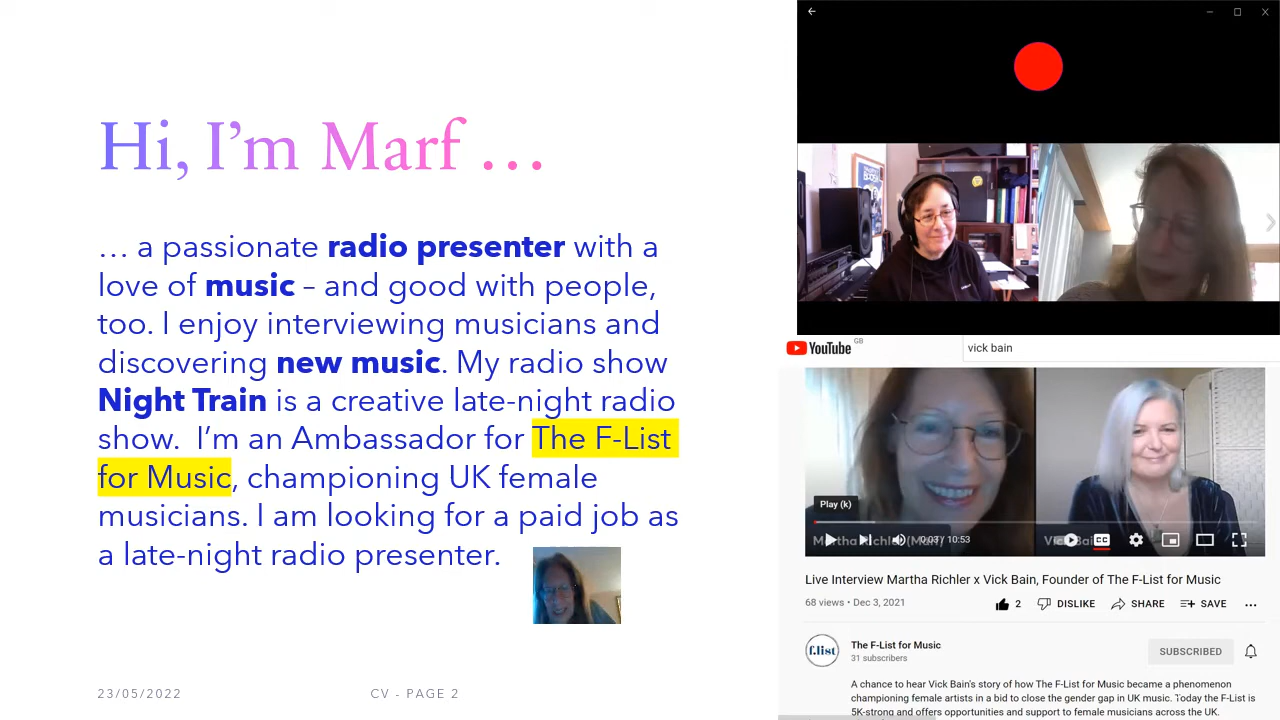 Hi, I'm Marf …
… a passionate radio presenter with a
love of music – and good with people,
too. I enjoy interviewing musicians and
discovering new music. My radio show
Night Train is a creative late-night radio
show.  I'm an Ambassador for The F-List
for Music, championing UK female
musicians. I am looking for a paid job as
a late-night radio presenter.
23/05/2022
CV - PAGE 2
YouTube GB
vick bain
Play (k)
Martha Richler (Marf)
0:03 / 10:53
Vick Bain
Live Interview Martha Richler x Vick Bain, Founder of The F-List for Music
68 views • Dec 3, 2021
2 DISLIKE SHARE SAVE ...
f.list
The F-List for Music
31 subscribers
SUBSCRIBED
A chance to hear Vick Bain's story of how The F-List for Music became a phenomenon
championing female artists in a bid to close the gender gap in UK music. Today the F-List is
5K-strong and offers opportunities and support to female musicians across the UK.